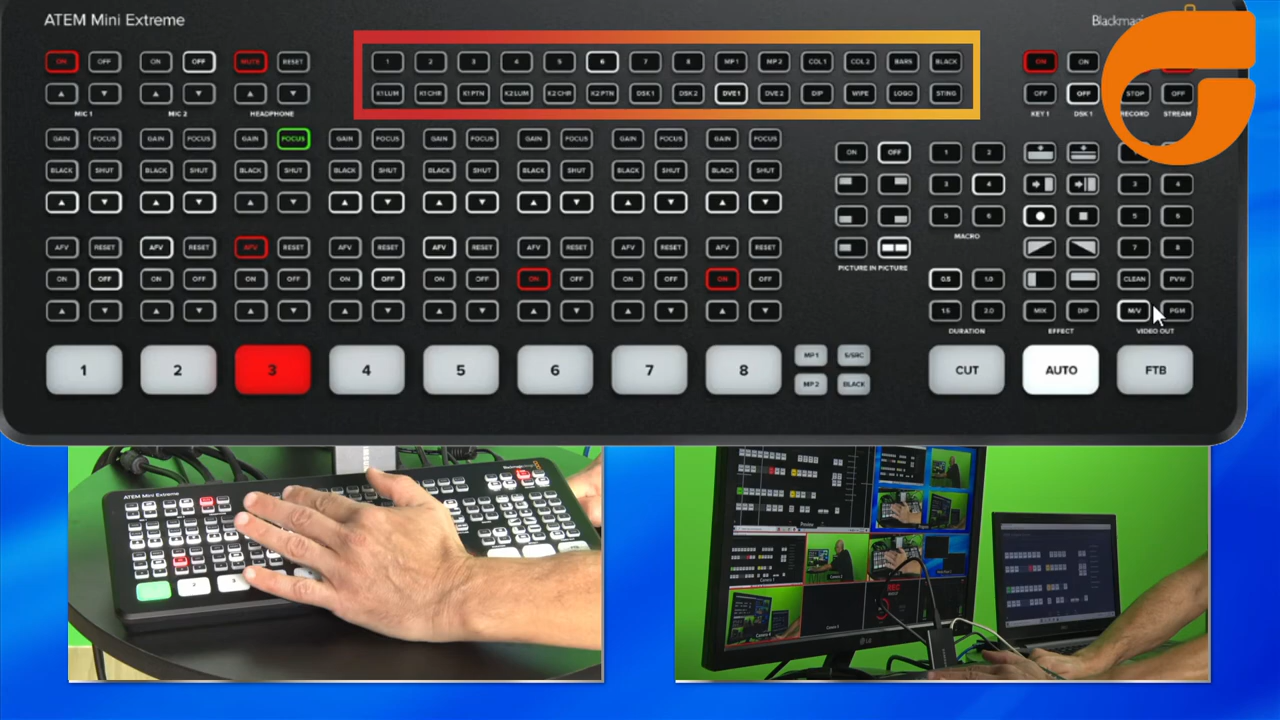 ATEM Mini Extreme
Blackmagi
ON OFF ON OFF MUTE RESET 1 2 3 4 5 6 7 8 MP1 MP2 COL1 COL2 BARS BLACK ON ON
K1 LUM K1 CHR K1 PTN K2 LUM K2 CHR K2 PTN DSK1 DSK2 DVE1 DVE2 DIP WIPE LOGO STING OFF OFF STOP OFF
MIC 1 MIC 2 HEADPHONE KEY 1 DSK 1 RECORD STREAM
GAIN FOCUS GAIN FOCUS GAIN FOCUS GAIN FOCUS GAIN FOCUS GAIN FOCUS GAIN FOCUS GAIN FOCUS
ON OFF 1 2
BLACK SHUT BLACK SHUT BLACK SHUT BLACK SHUT BLACK SHUT BLACK SHUT BLACK SHUT BLACK SHUT
3 4 3 4
5 6 5 6
MACRO
AFV RESET AFV RESET AFV RESET AFV RESET AFV RESET AFV RESET AFV RESET AFV RESET 7 8
PICTURE IN PICTURE
ON OFF ON OFF ON OFF ON OFF ON OFF ON OFF ON OFF ON OFF 0.5 1.0 CLEAN PVW
1.5 2.0 MIX DIP M/V PGM
DURATION EFFECT VIDEO OUT
1 2 3 4 5 6 7 8 MP1 S/SRC CUT AUTO FTB
MP2 BLACK
ATEM Mini Extreme